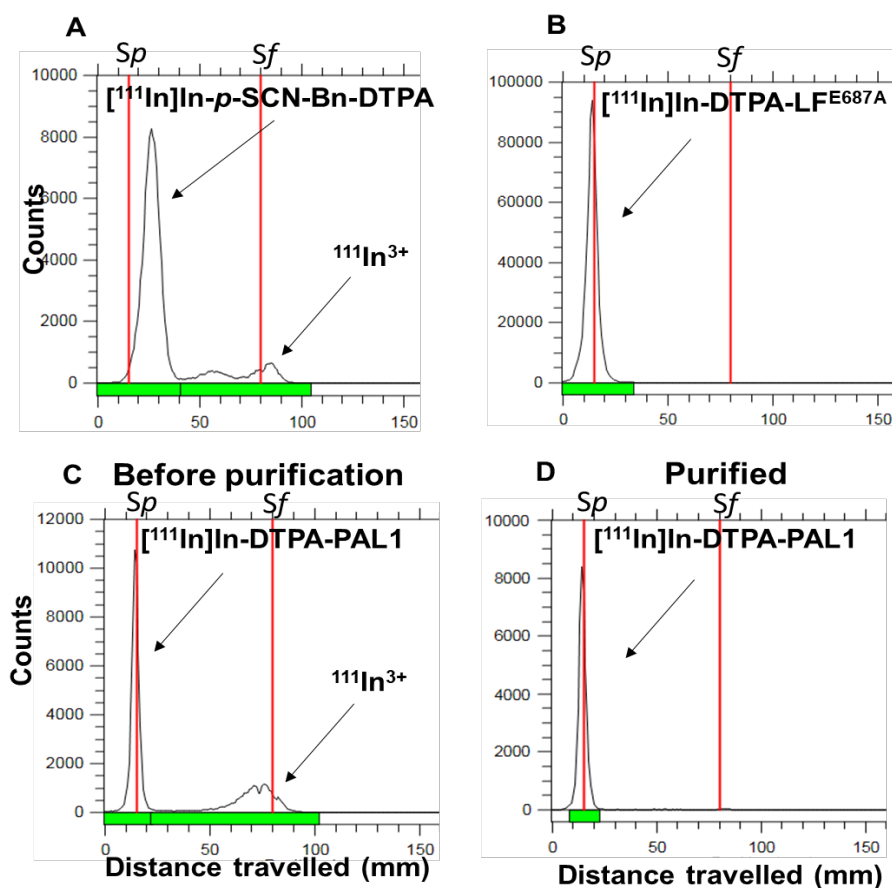 A
Sp Sf
[¹¹¹In]In-p-SCN-Bn-DTPA
¹¹¹In³⁺
Counts
10000
8000
6000
4000
2000
0
0 50 100 150
B
Sp Sf
[¹¹¹In]In-DTPA-LFᴱ⁶⁸⁷ᴬ
100000
80000
60000
40000
20000
0
0 50 100 150
C Before purification
Sp Sf
[¹¹¹In]In-DTPA-PAL1
¹¹¹In³⁺
Counts
12000
10000
8000
6000
4000
2000
0
0 50 100 150
Distance travelled (mm)
D Purified
Sp Sf
[¹¹¹In]In-DTPA-PAL1
10000
8000
6000
4000
2000
0
0 50 100 150
Distance travelled (mm)